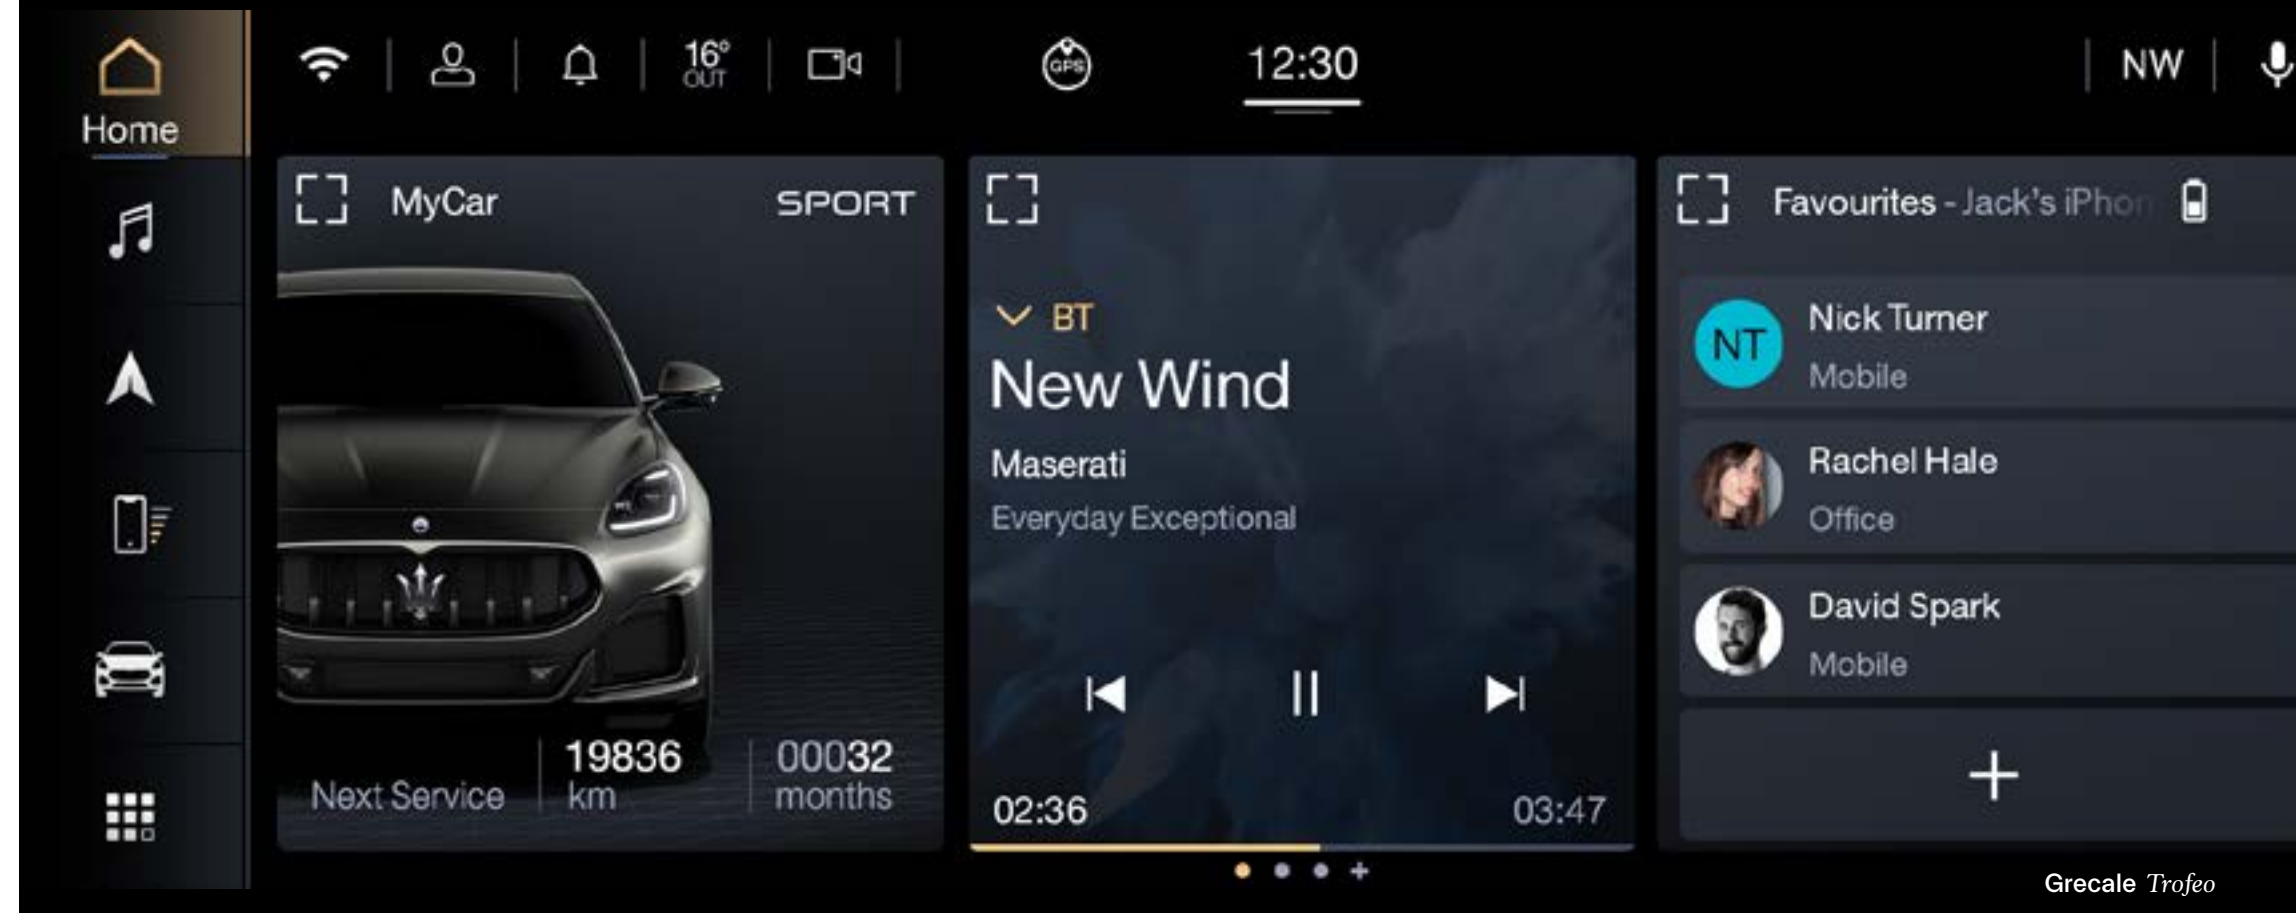 Home
16°
OUT
GPS
12:30
NW
MyCar
SPORT
Next Service
19836
km
00032
months
BT
New Wind
Maserati
Everyday Exceptional
02:36
03:47
Favourites - Jack's iPhon
NT
Nick Turner
Mobile
Rachel Hale
Office
David Spark
Mobile
Grecale Trofeo